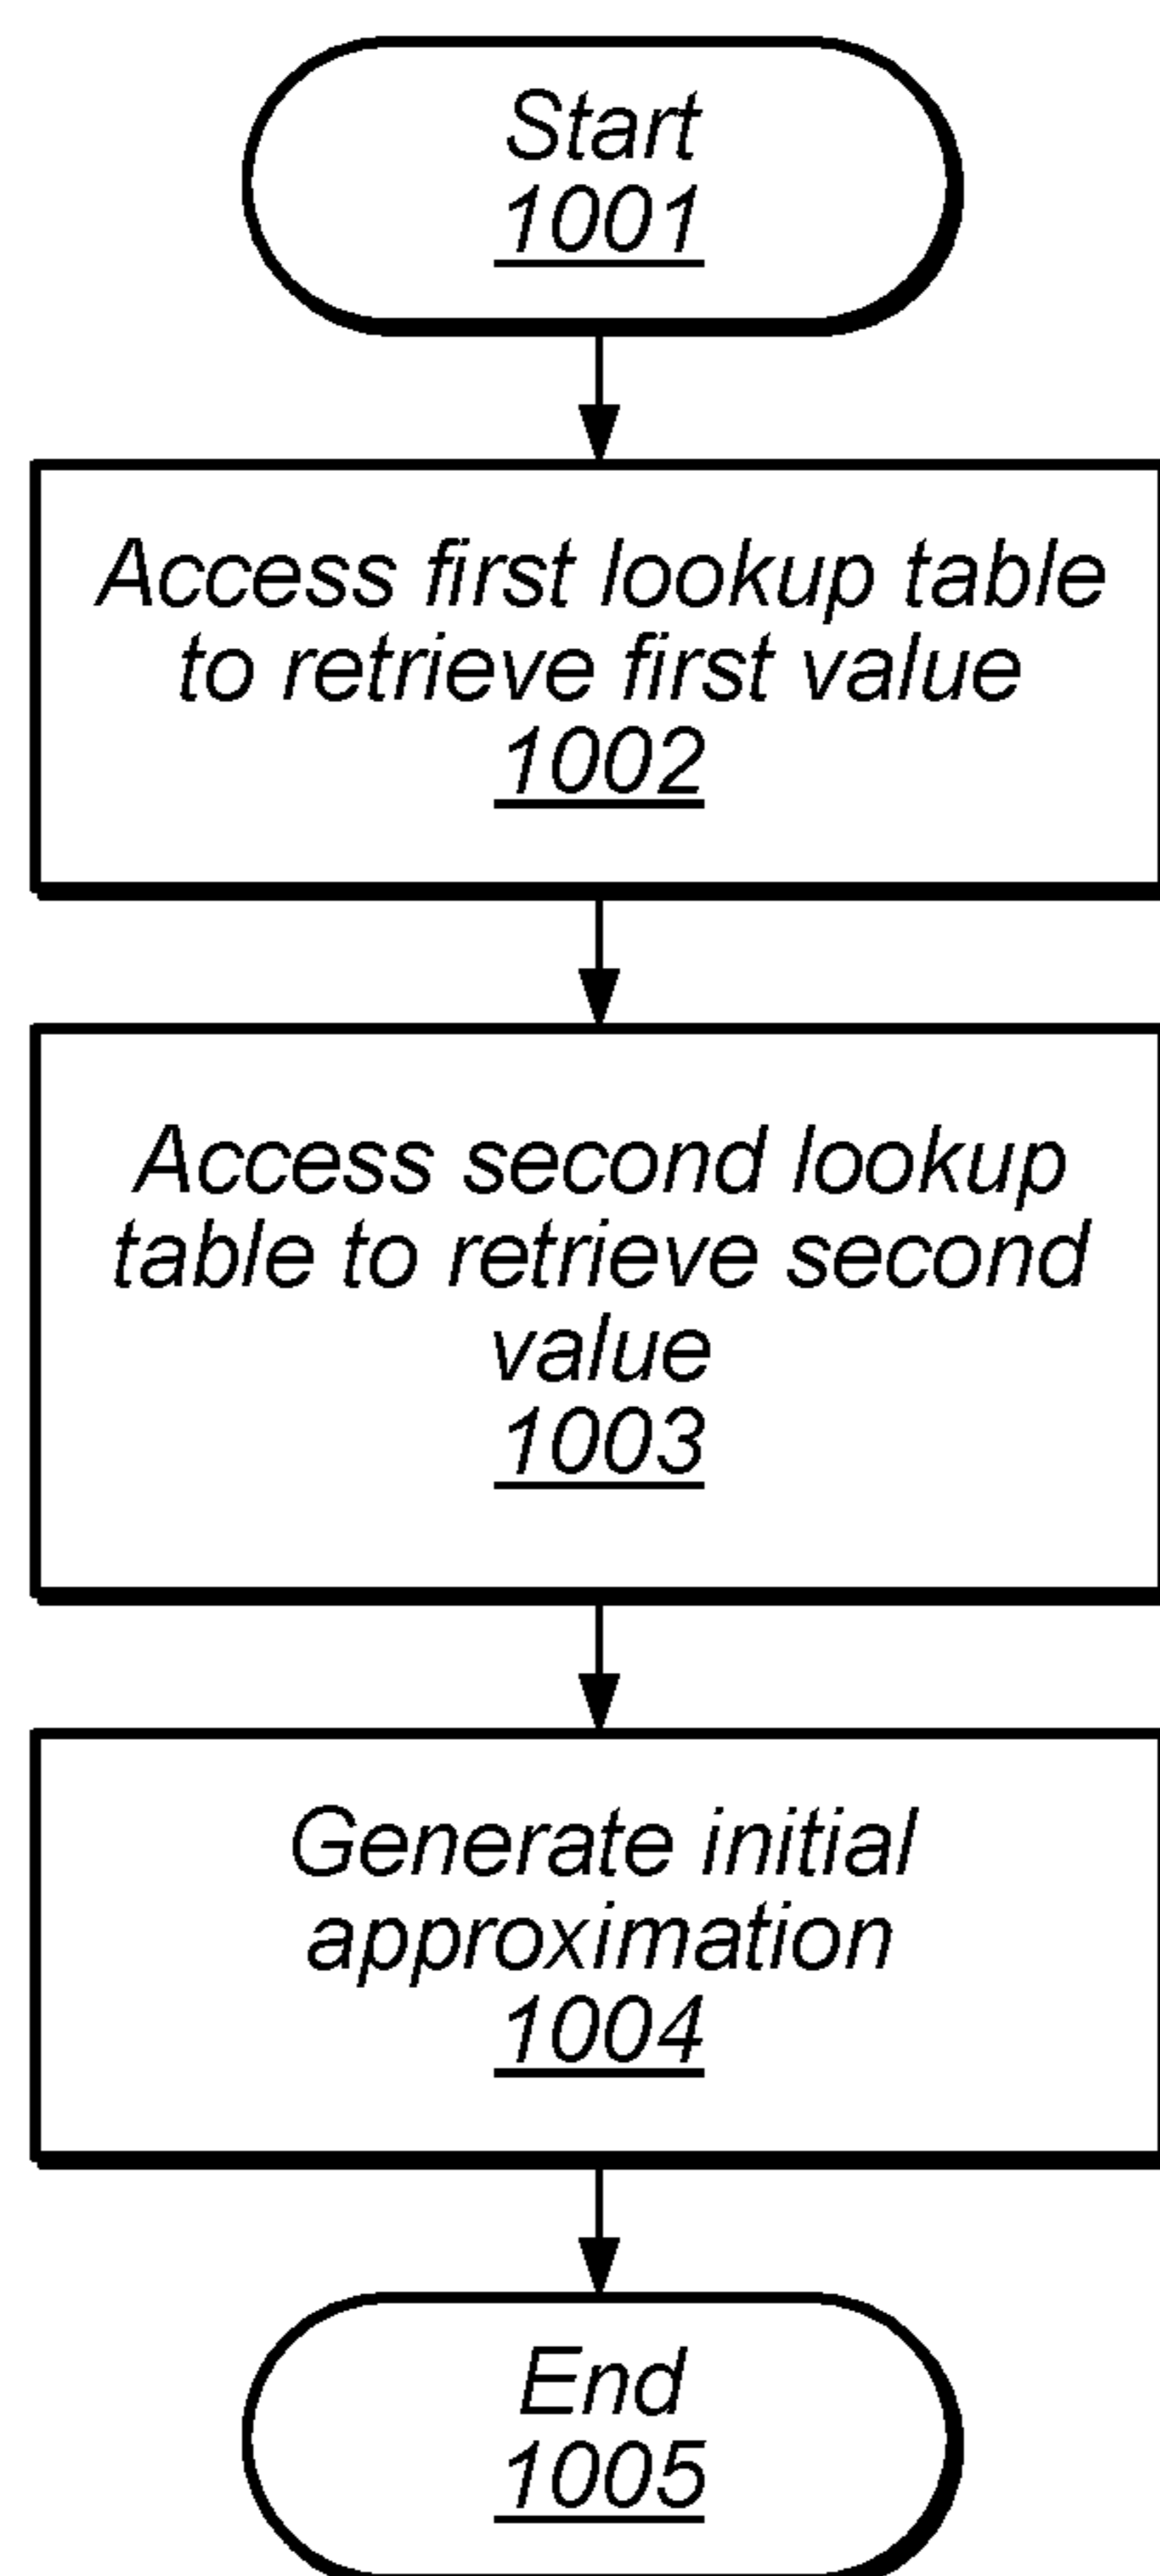 Start
1001
Access first lookup table
to retrieve first value
1002
Access second lookup
table to retrieve second
value
1003
Generate initial
approximation
1004
End
1005